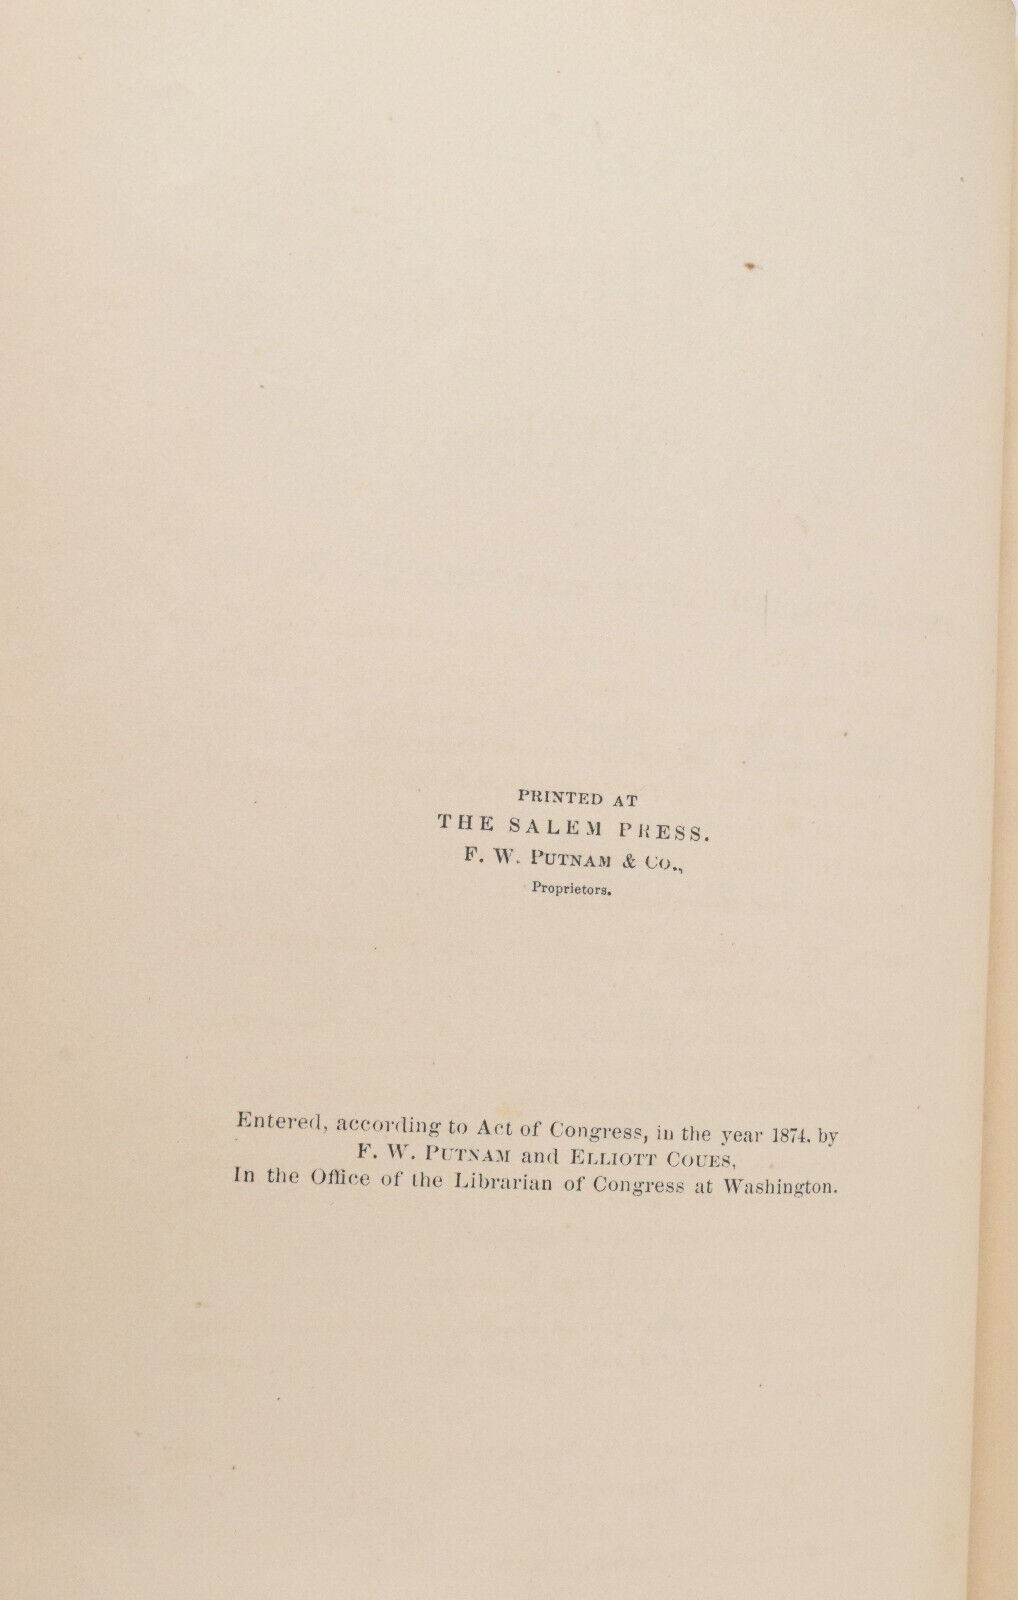 PRINTED AT
THE SALEM PRESS.
F. W. PUTNAM & CO.,
Proprietors.
Entered, according to Act of Congress, in the year 1874, by
F. W. PUTNAM and ELLIOTT COUES,
In the Office of the Librarian of Congress at Washington.